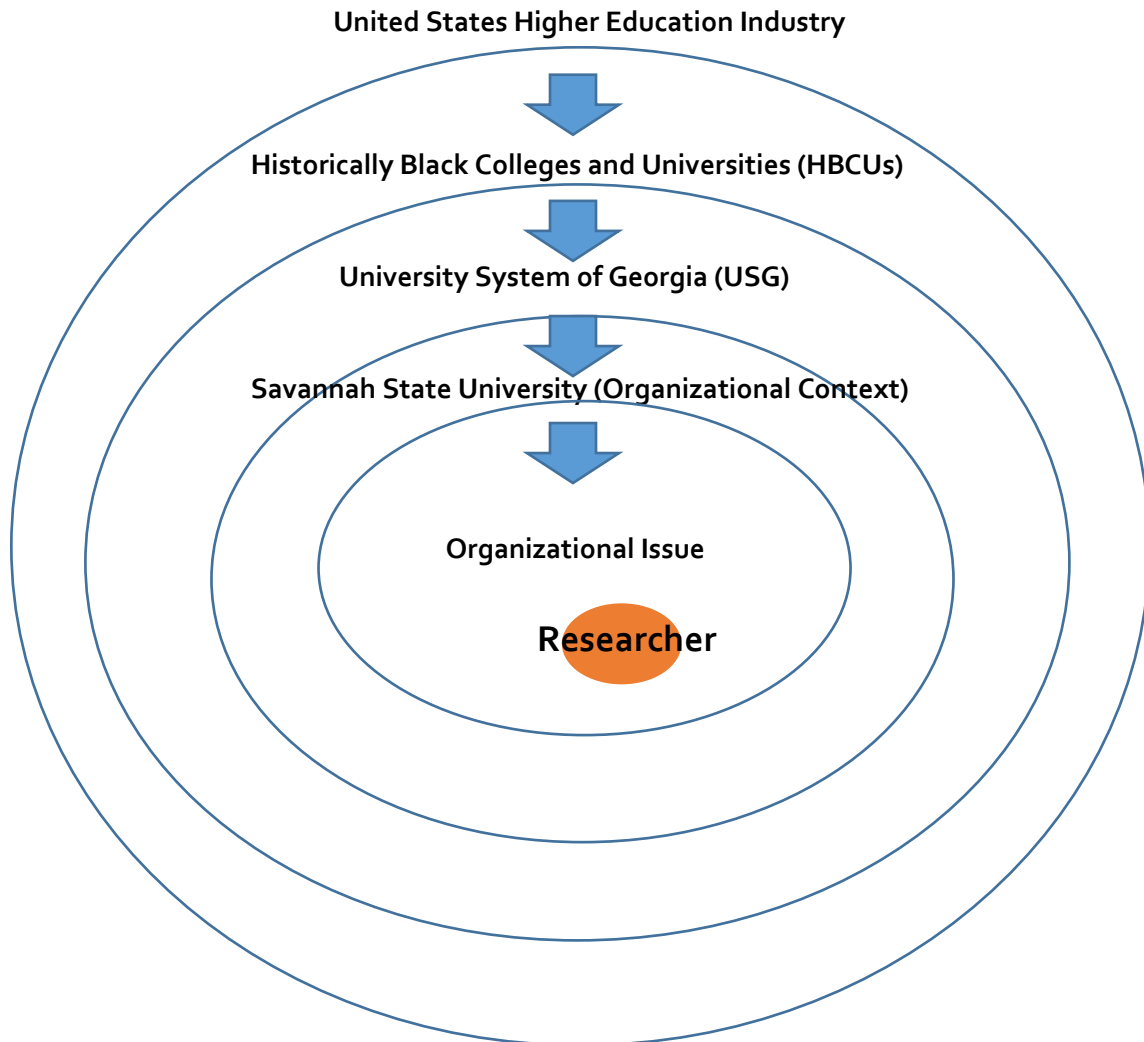 United States Higher Education Industry
Historically Black Colleges and Universities (HBCUs)
University System of Georgia (USG)
Savannah State University (Organizational Context)
Organizational Issue
Researcher